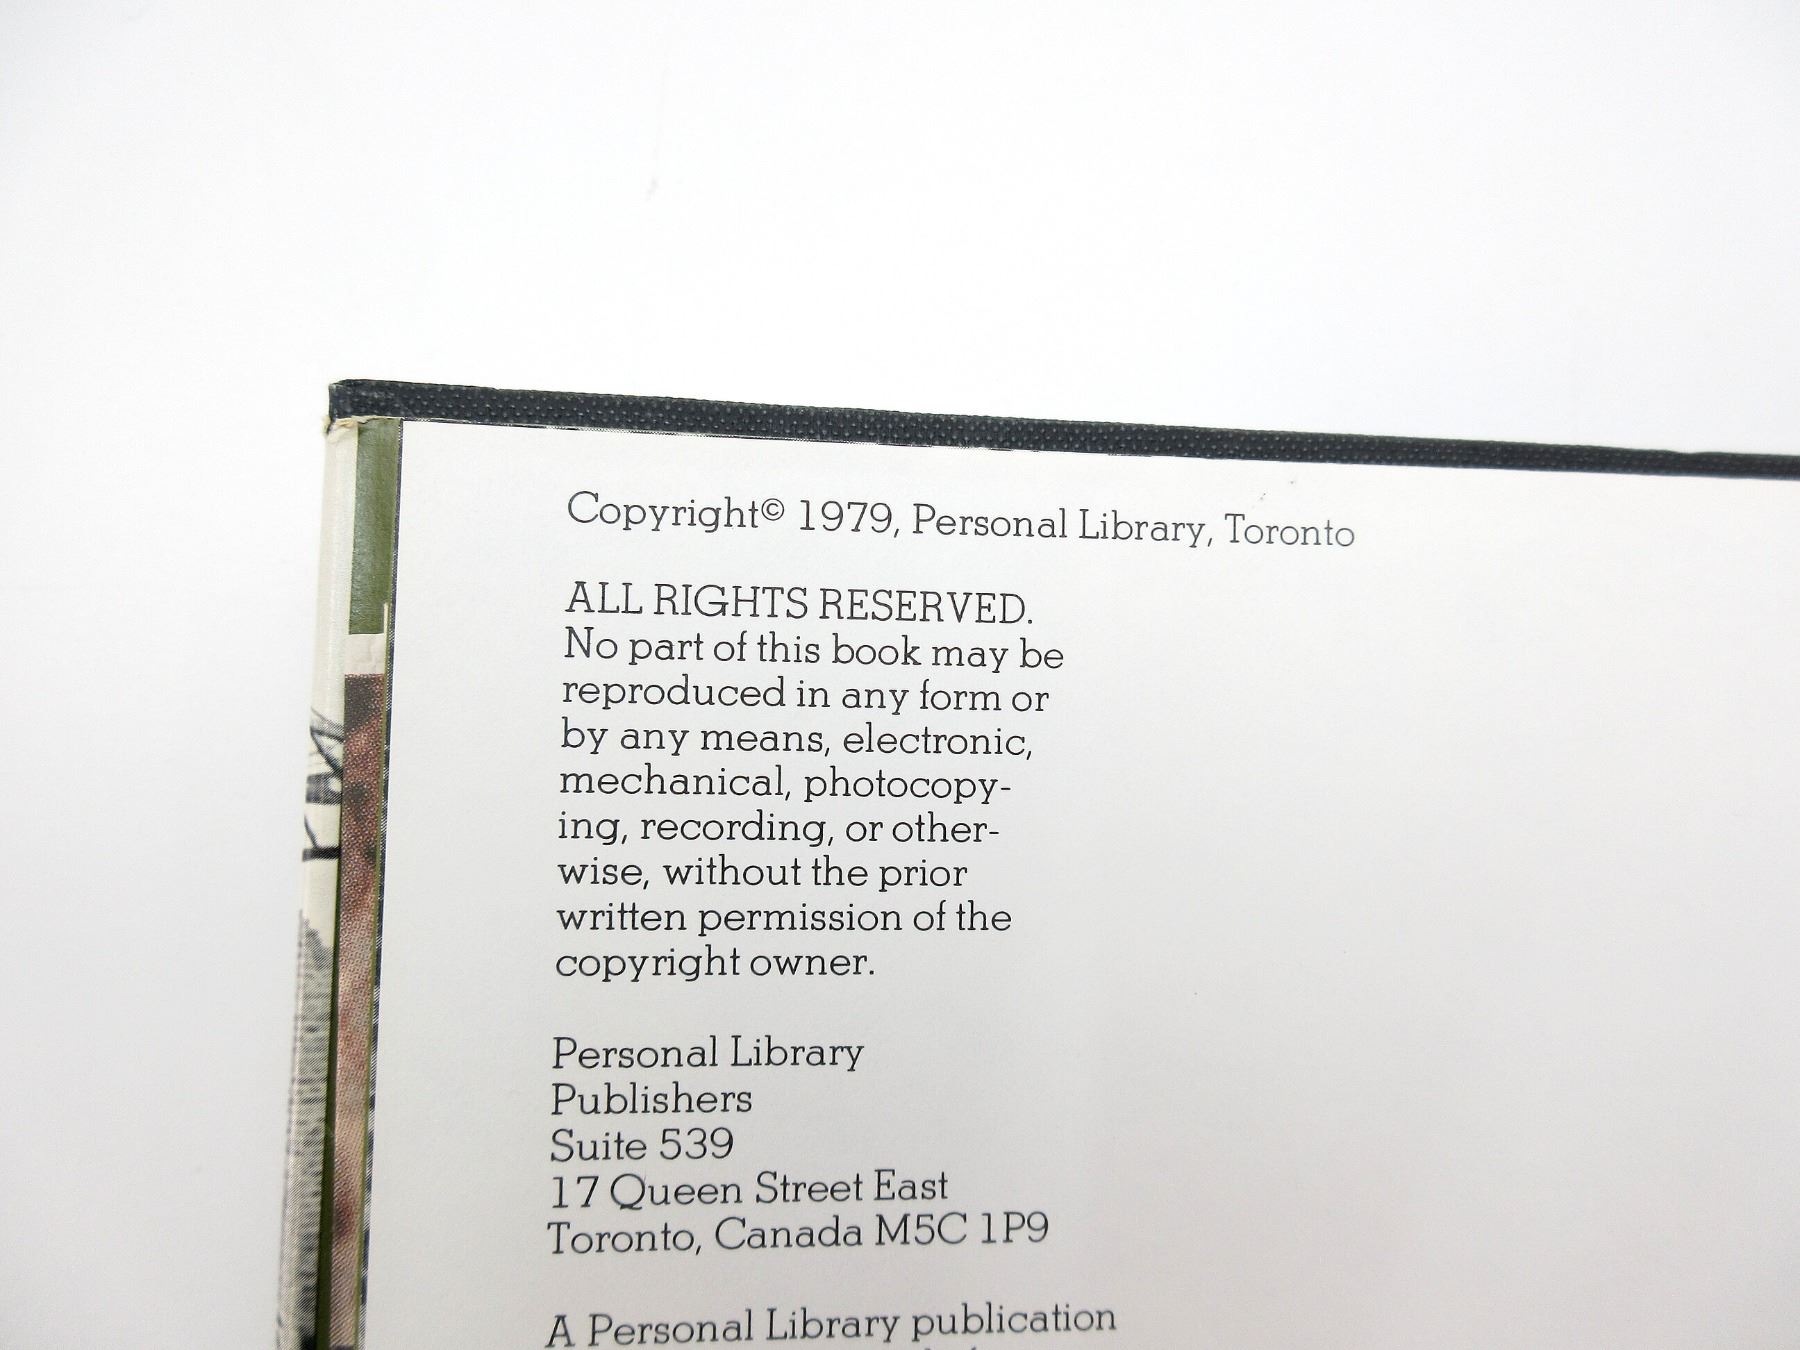 Copyright© 1979, Personal Library, Toronto
ALL RIGHTS RESERVED.
No part of this book may be
reproduced in any form or
by any means, electronic,
mechanical, photocopy-
ing, recording, or other-
wise, without the prior
written permission of the
copyright owner.
Personal Library
Publishers
Suite 539
17 Queen Street East
Toronto, Canada M5C 1P9
A Personal Library publication